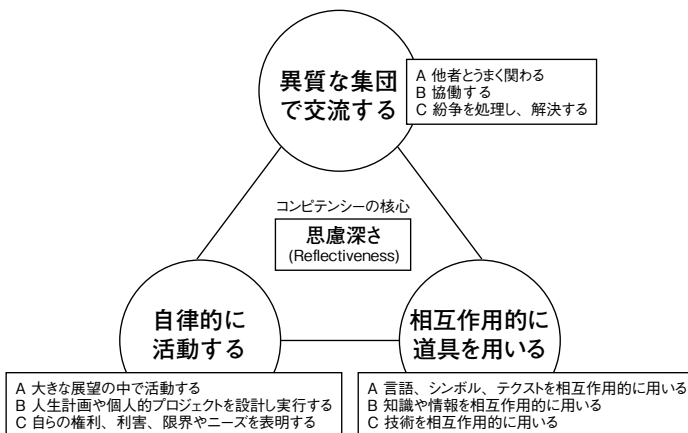 異質な集団
で交流する
A 他者とうまく関わる
B 協働する
C 紛争を処理し、解決する
コンピテンシーの核心
思慮深さ
(Reflectiveness)
自律的に
活動する
A 大きな展望の中で活動する
B 人生計画や個人的プロジェクトを設計し実行する
C 自らの権利、利害、限界やニーズを表明する
相互作用的に
道具を用いる
A 言語、シンボル、テクストを相互作用的に用いる
B 知識や情報を相互作用的に用いる
C 技術を相互作用的に用いる